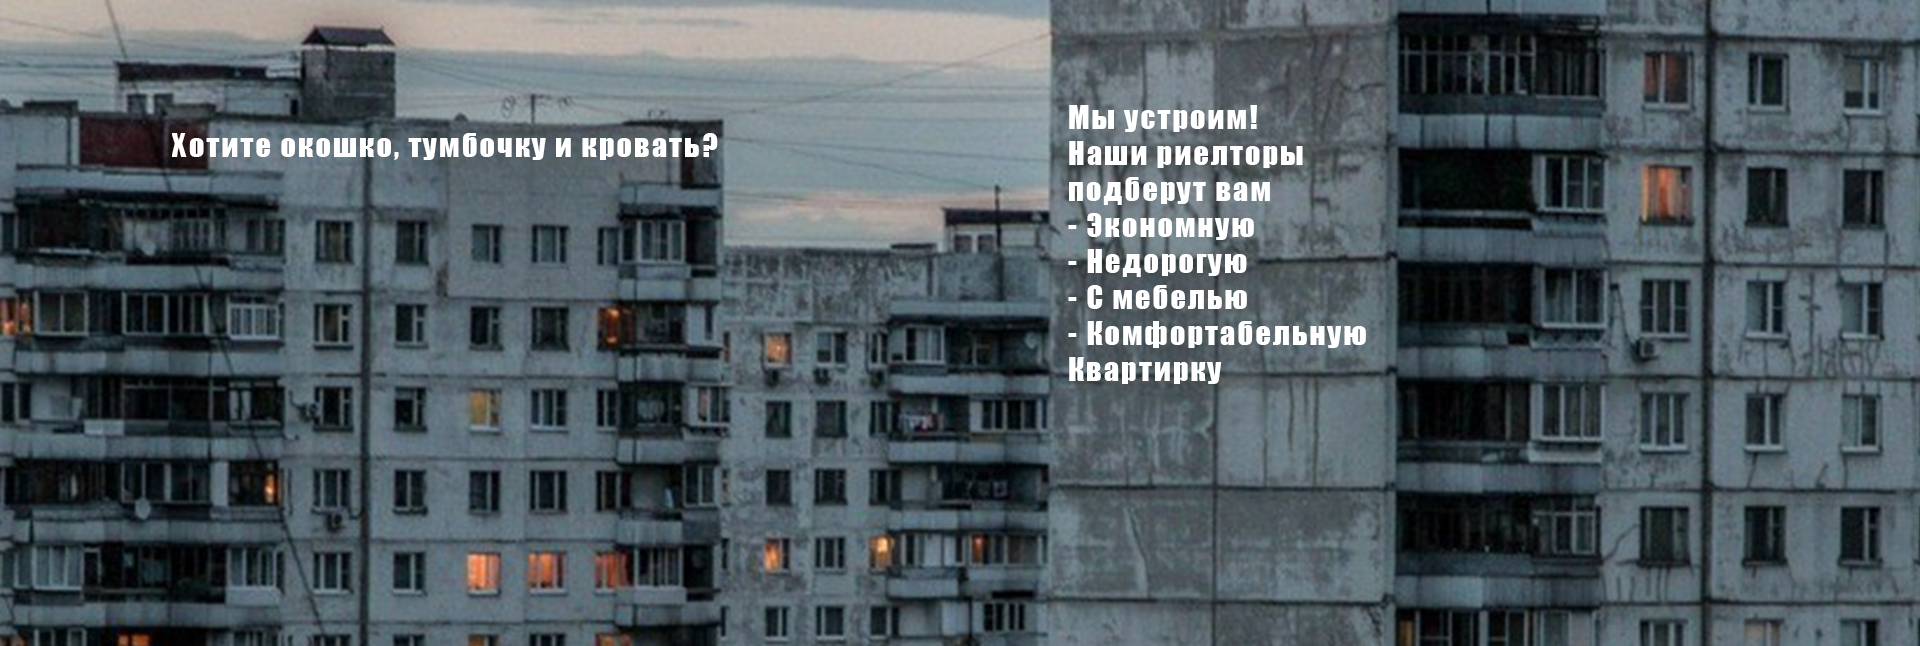 Хотите окошко, тумбочку и кровать?
Мы устроим!
Наши риелторы
подберут вам
- Экономную
- Недорогую
- С мебелью
- Комфортабельную
Квартирку